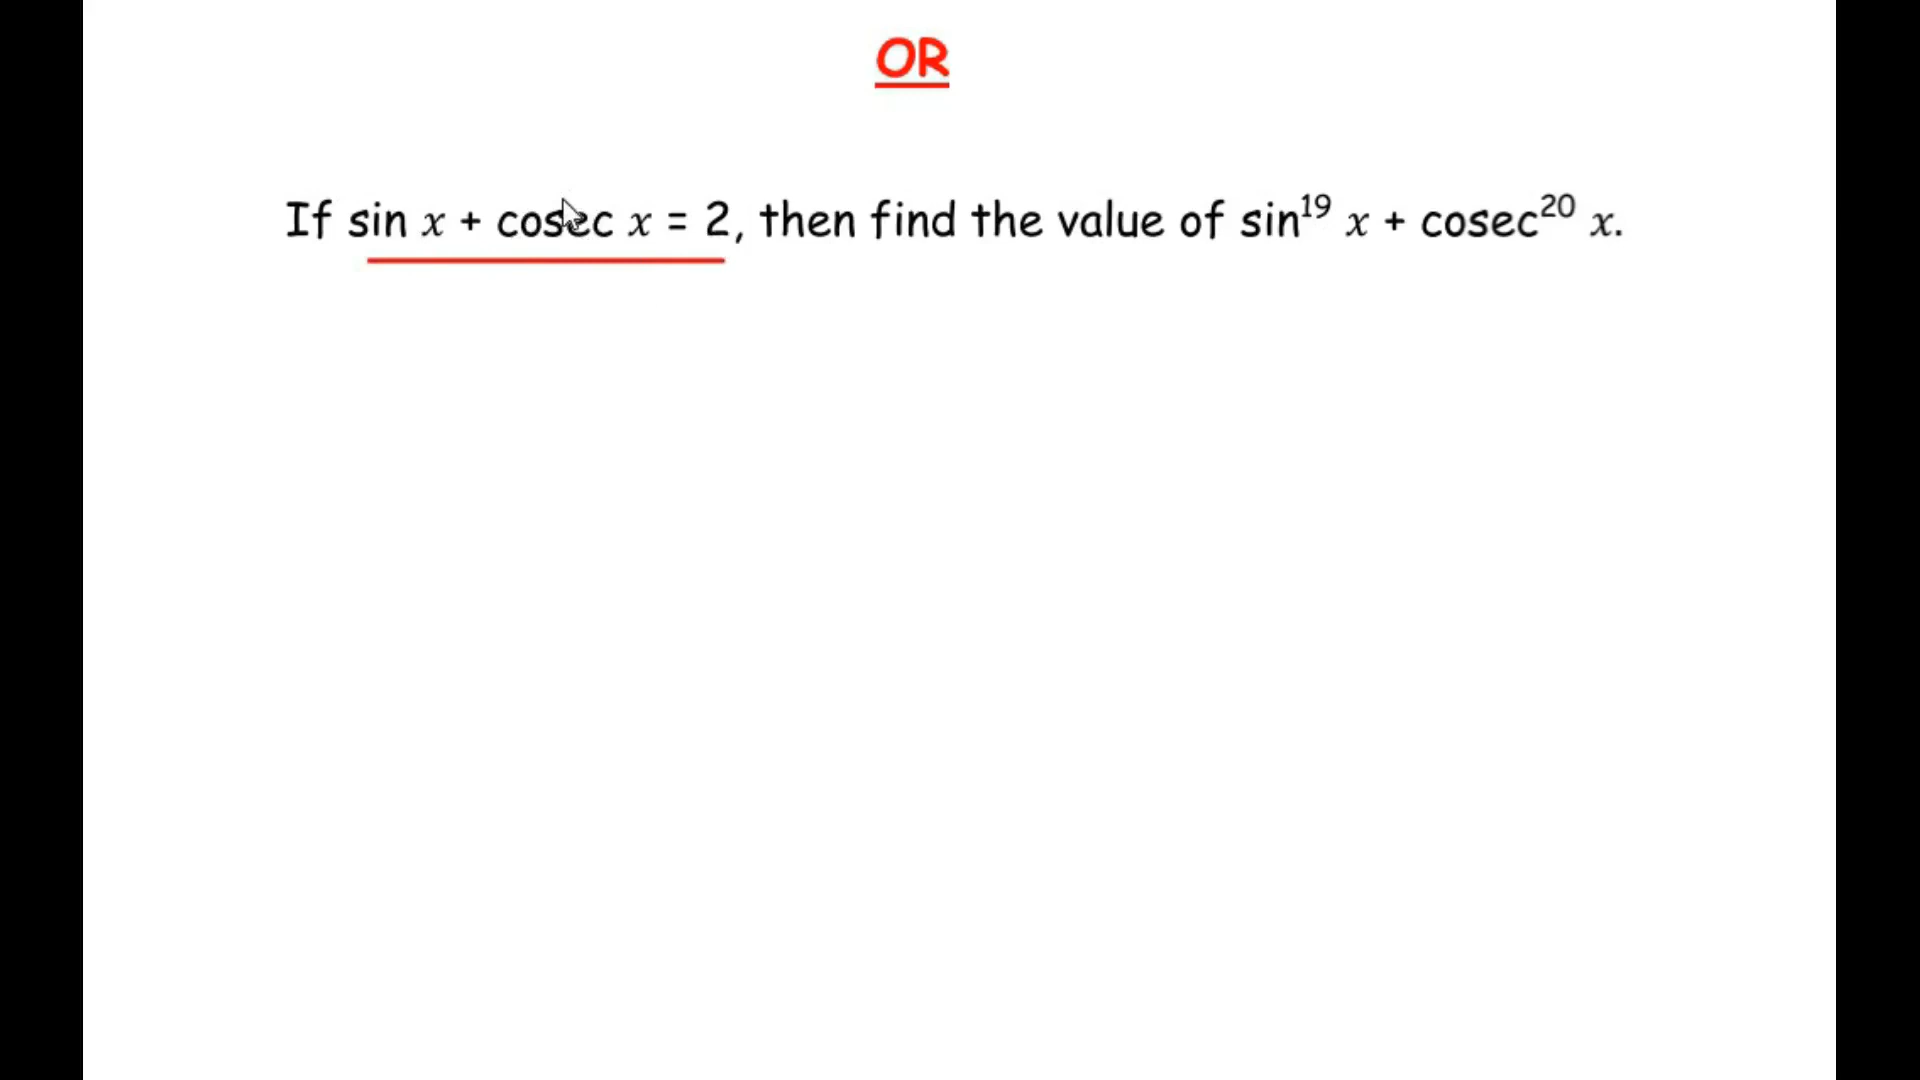 OR
If sin x + cosec x = 2, then find the value of sin¹⁹ x + cosec²⁰ x.